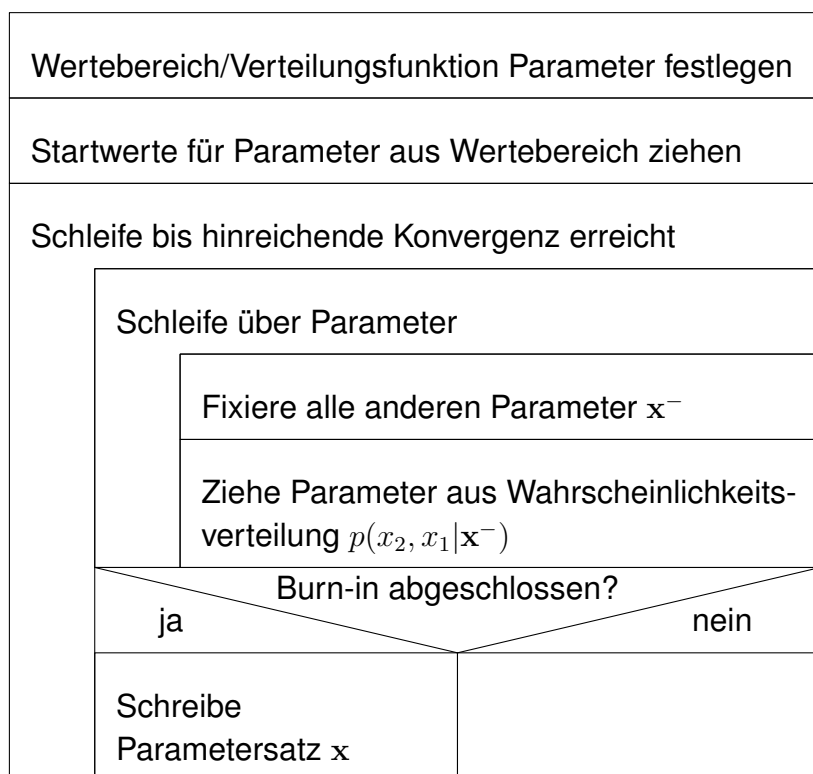 Wertebereich/Verteilungsfunktion Parameter festlegen
Startwerte für Parameter aus Wertebereich ziehen
Schleife bis hinreichende Konvergenz erreicht
Schleife über Parameter
Fixiere alle anderen Parameter x⁻
Ziehe Parameter aus Wahrscheinlichkeits-
verteilung p(x₂, x₁|x⁻)
Burn-in abgeschlossen?
ja nein
Schreibe
Parametersatz x